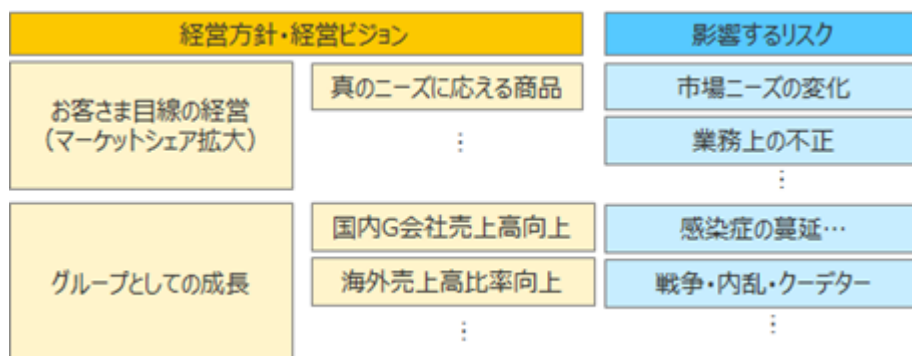 経営方針・経営ビジョン
影響するリスク
お客さま目線の経営
（マーケットシェア拡大）
真のニーズに応える商品
⋮
市場ニーズの変化
業務上の不正
⋮
グループとしての成長
国内G会社売上高向上
海外売上高比率向上
⋮
感染症の蔓延…
戦争・内乱・クーデター
⋮